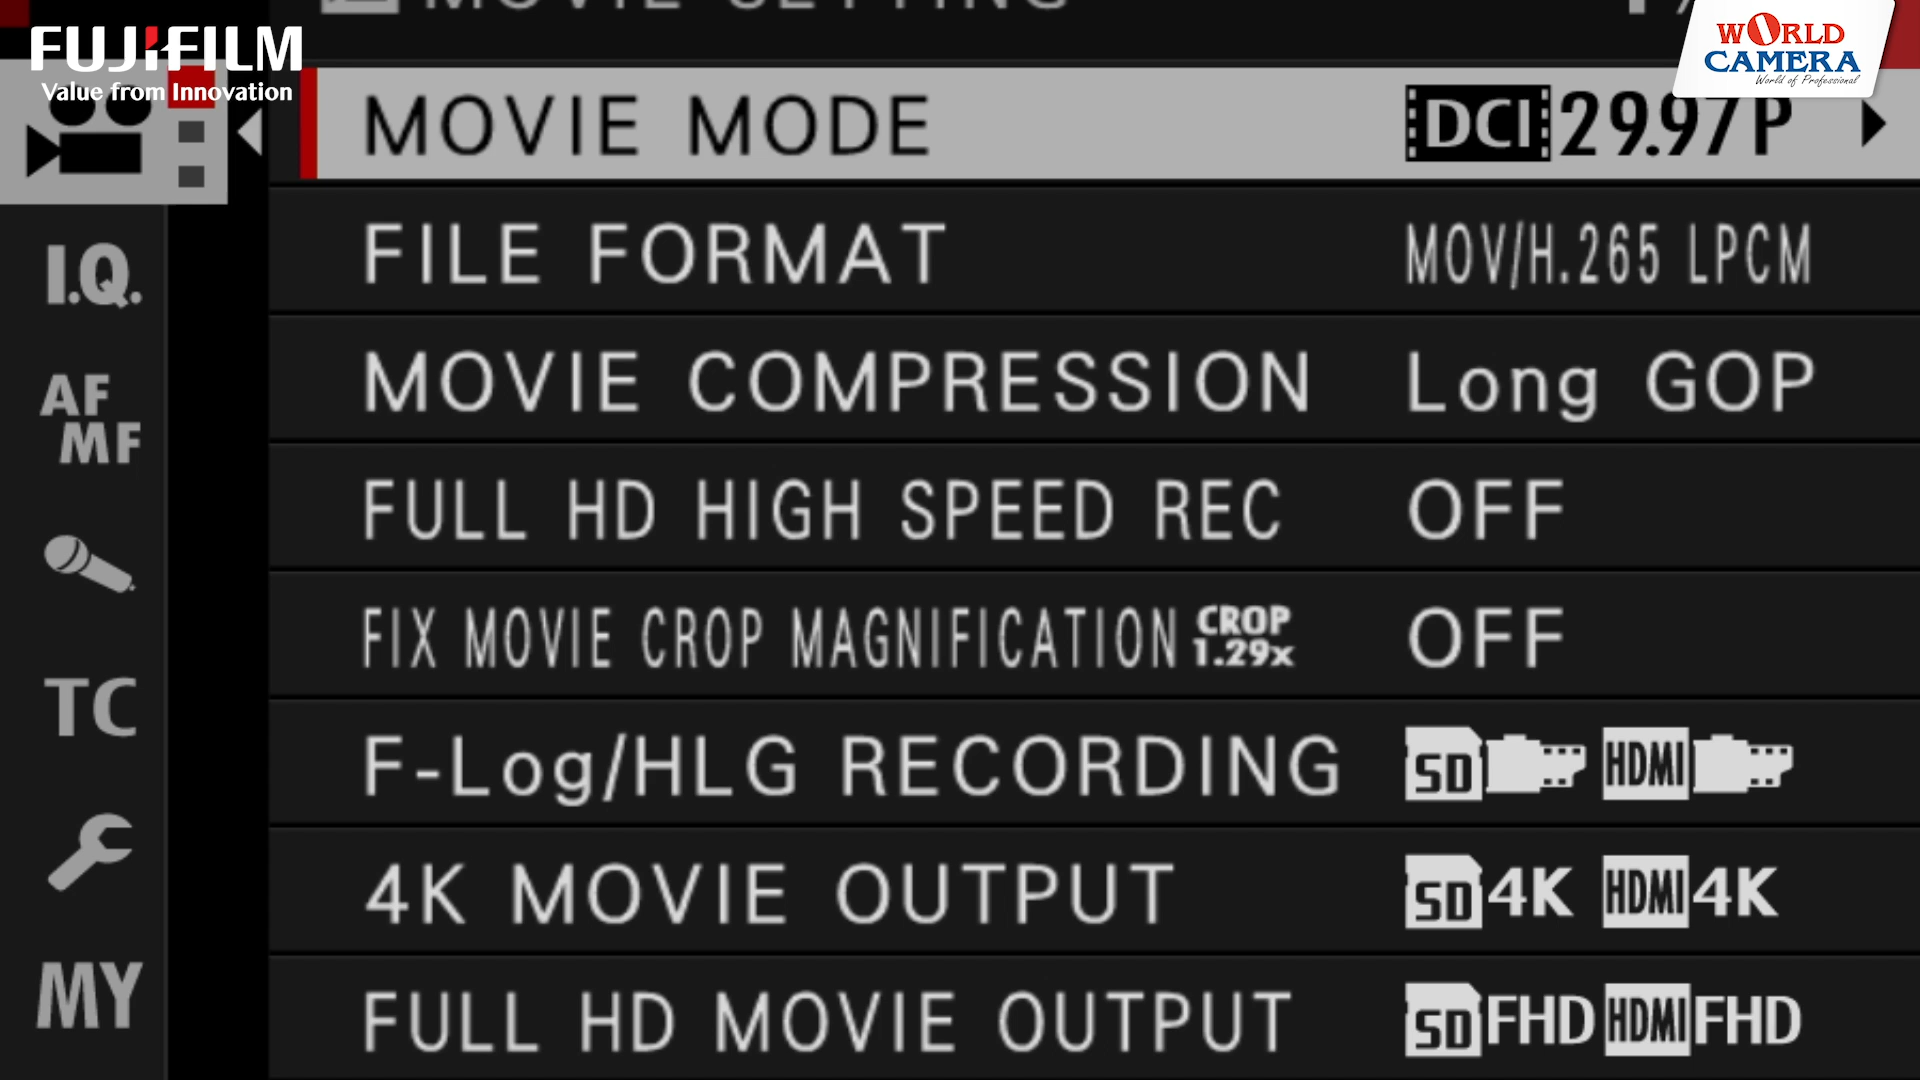 MOVIE SETTING
FUJIFILM
Value from Innovation
WORLD
CAMERA
World of Professional
MOVIE MODE DCI 29.97P
I.Q.
FILE FORMAT MOV/H.265 LPCM
AF
MF
MOVIE COMPRESSION Long GOP
FULL HD HIGH SPEED REC OFF
FIX MOVIE CROP MAGNIFICATION CROP 1.29x OFF
TC
F-Log/HLG RECORDING SD HDMI
4K MOVIE OUTPUT SD 4K HDMI 4K
MY
FULL HD MOVIE OUTPUT SD FHD HDMI FHD